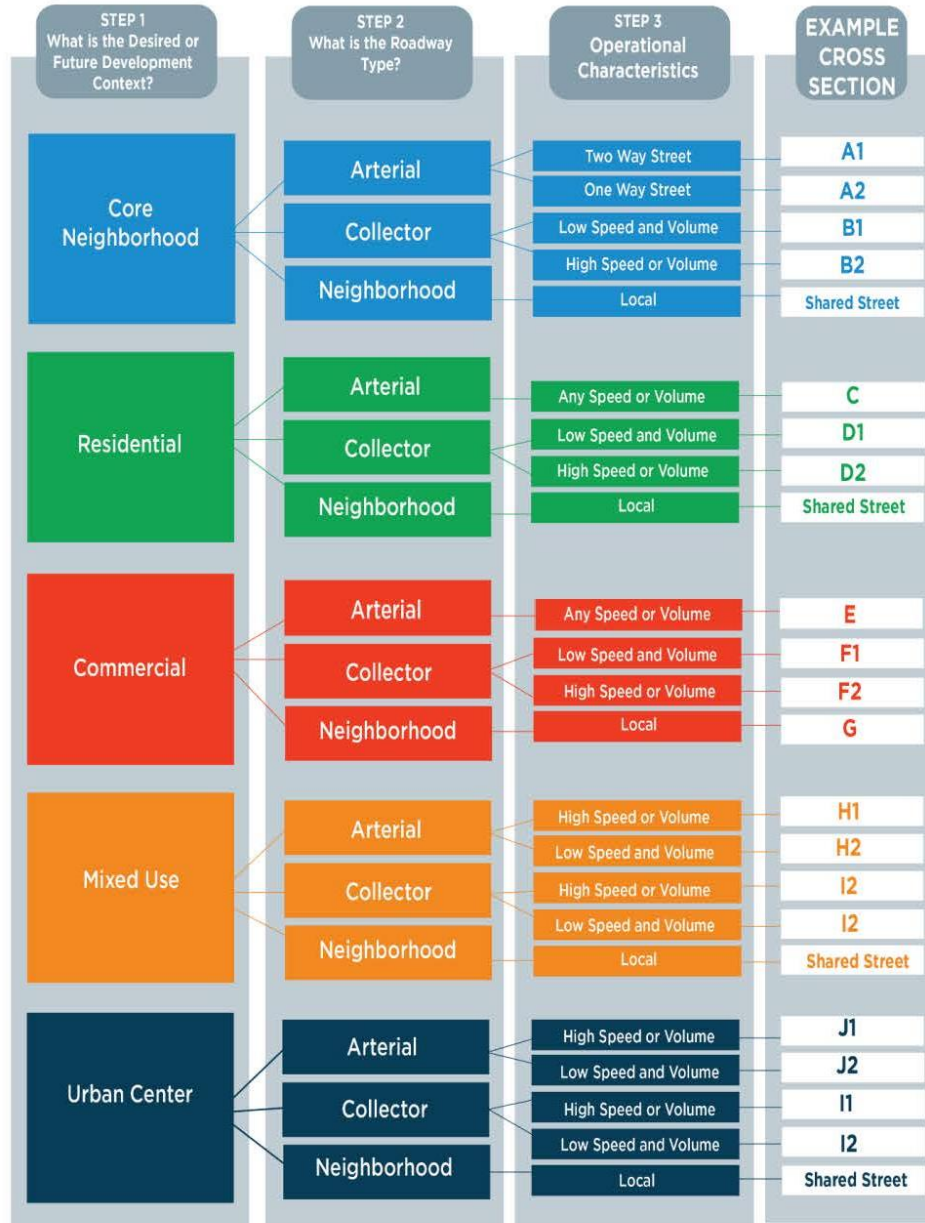 STEP 1
What is the Desired or
Future Development
Context?
STEP 2
What is the Roadway
Type?
STEP 3
Operational
Characteristics
EXAMPLE
CROSS
SECTION
Core
Neighborhood
Arterial
Two Way Street
A1
One Way Street
A2
Collector
Low Speed and Volume
B1
High Speed or Volume
B2
Neighborhood
Local
Shared Street
Residential
Arterial
Any Speed or Volume
C
Collector
Low Speed and Volume
D1
High Speed or Volume
D2
Neighborhood
Local
Shared Street
Commercial
Arterial
Any Speed or Volume
E
Collector
Low Speed and Volume
F1
High Speed or Volume
F2
Neighborhood
Local
G
Mixed Use
Arterial
High Speed or Volume
H1
Low Speed and Volume
H2
Collector
High Speed or Volume
I2
Low Speed and Volume
I2
Neighborhood
Local
Shared Street
Urban Center
Arterial
High Speed or Volume
J1
Low Speed and Volume
J2
Collector
High Speed or Volume
I1
Low Speed and Volume
I2
Neighborhood
Local
Shared Street